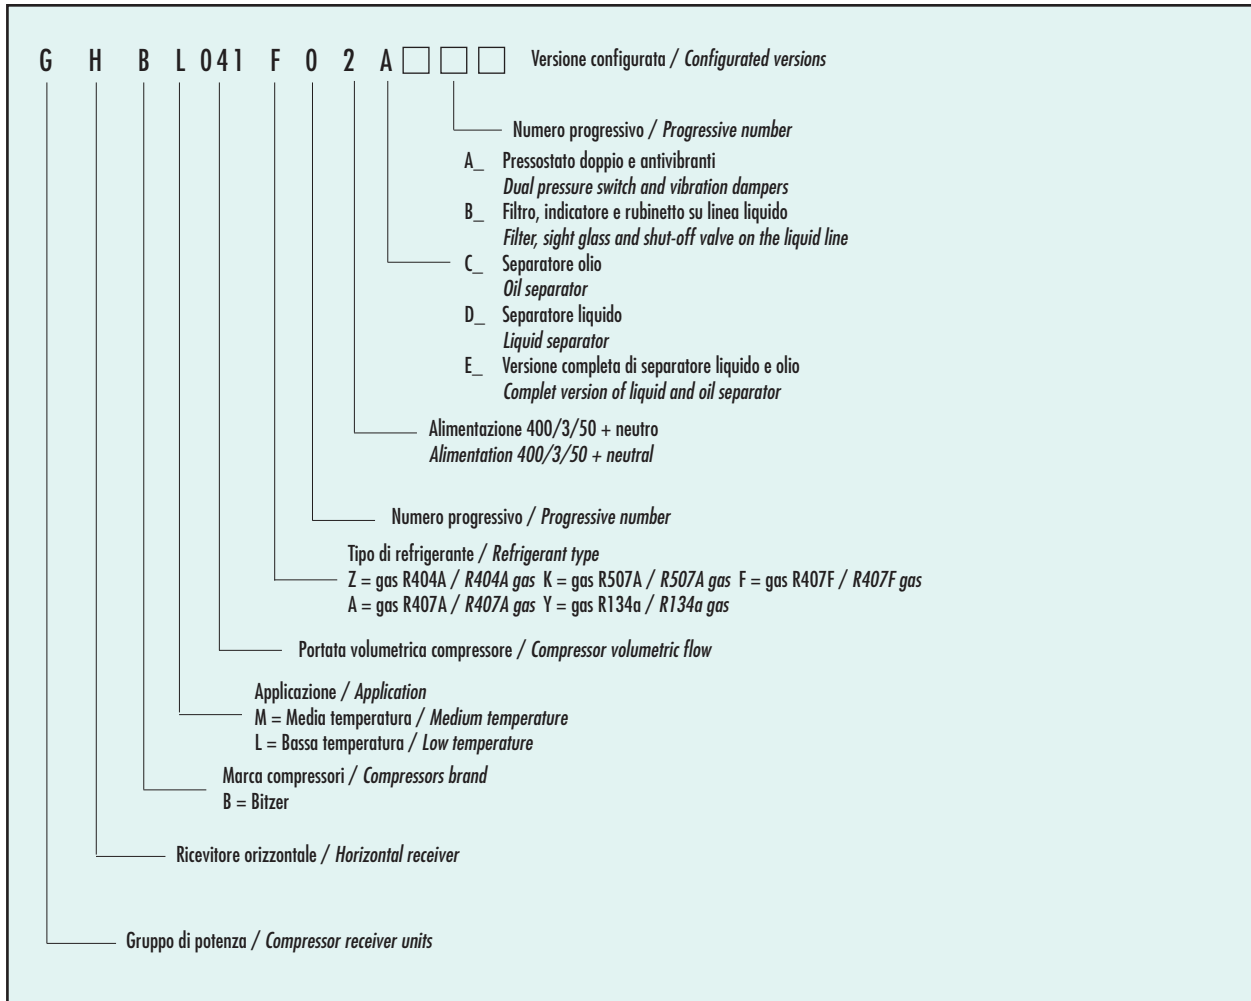 G H B L 041 F 0 2 A Versione configurata / Configurated versions
Numero progressivo / Progressive number
A_ Pressostato doppio e antivibranti
Dual pressure switch and vibration dampers
B_ Filtro, indicatore e rubinetto su linea liquido
Filter, sight glass and shut-off valve on the liquid line
C_ Separatore olio
Oil separator
D_ Separatore liquido
Liquid separator
E_ Versione completa di separatore liquido e olio
Complet version of liquid and oil separator
Alimentazione 400/3/50 + neutro
Alimentation 400/3/50 + neutral
Numero progressivo / Progressive number
Tipo di refrigerante / Refrigerant type
Z = gas R404A / R404A gas K = gas R507A / R507A gas F = gas R407F / R407F gas
A = gas R407A / R407A gas Y = gas R134a / R134a gas
Portata volumetrica compressore / Compressor volumetric flow
Applicazione / Application
M = Media temperatura / Medium temperature
L = Bassa temperatura / Low temperature
Marca compressori / Compressors brand
B = Bitzer
Ricevitore orizzontale / Horizontal receiver
Gruppo di potenza / Compressor receiver units